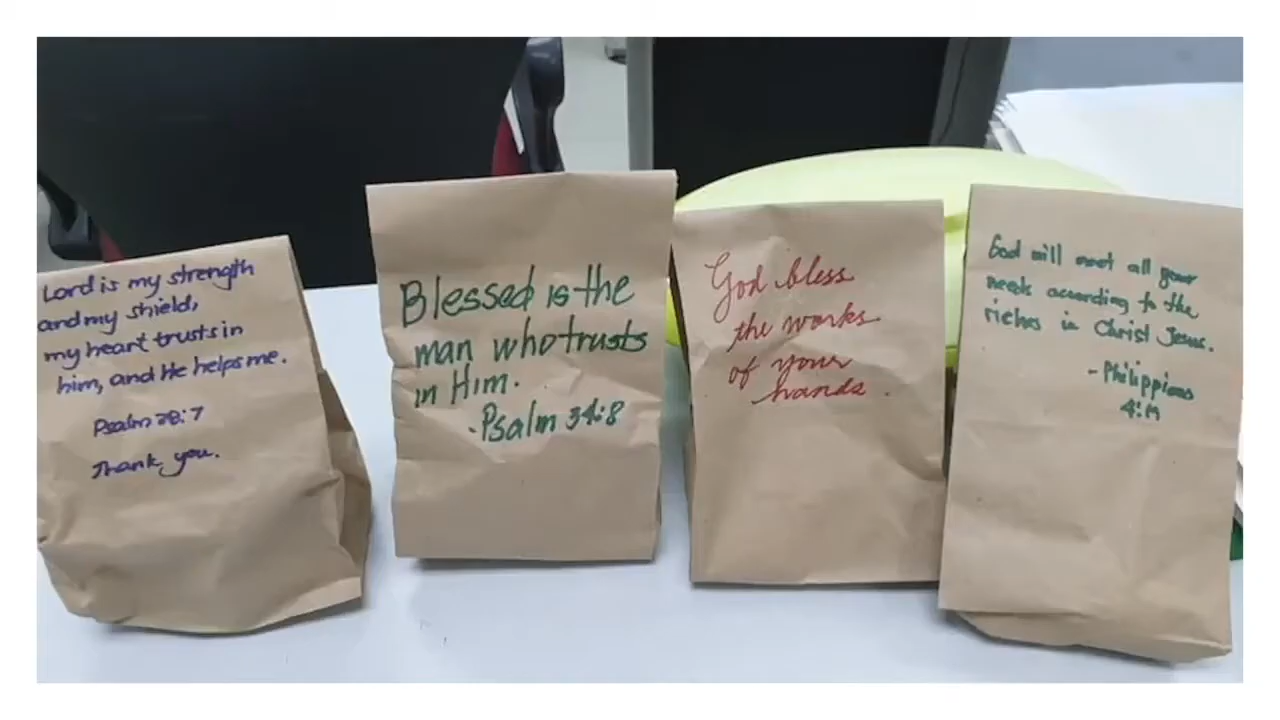 Lord is my strength
and my shield,
my heart trusts in
him, and He helps me.
Psalm 28:7
Thank you.
Blessed is the
man who trusts
in Him.
-Psalm 34:8
God bless
the works
of your
hands.
God will meet all your
needs according to the
riches in Christ Jesus.
-Philippians
4:19